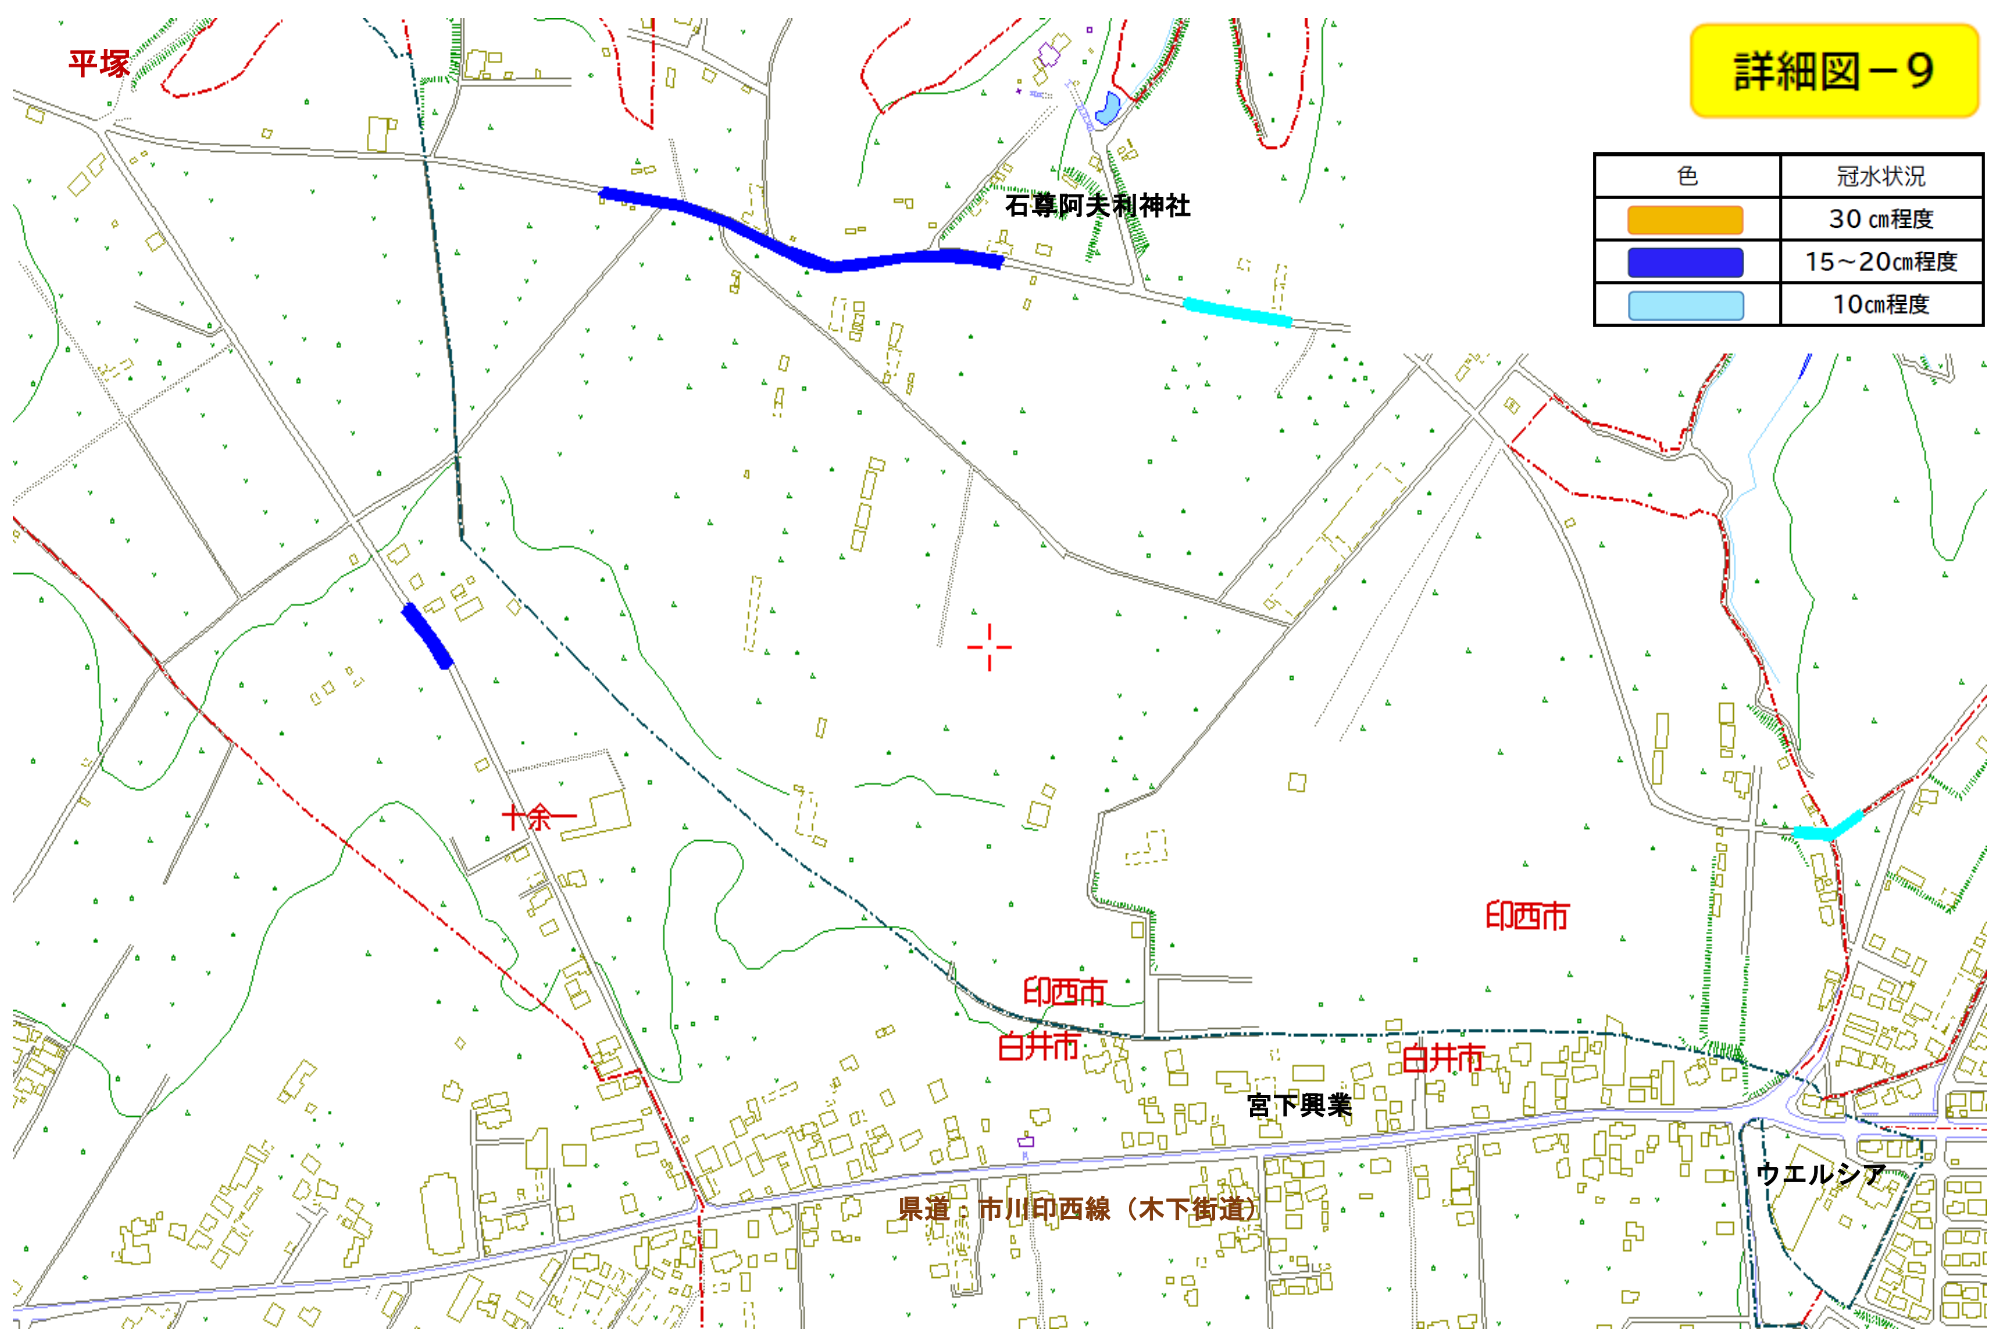 詳細図－9
平塚
色 冠水状況
30㎝程度
15～20㎝程度
10㎝程度
石尊阿夫利神社
十余一
印西市
印西市
白井市
白井市
宮下興業
ウエルシア
県道：市川印西線（木下街道）